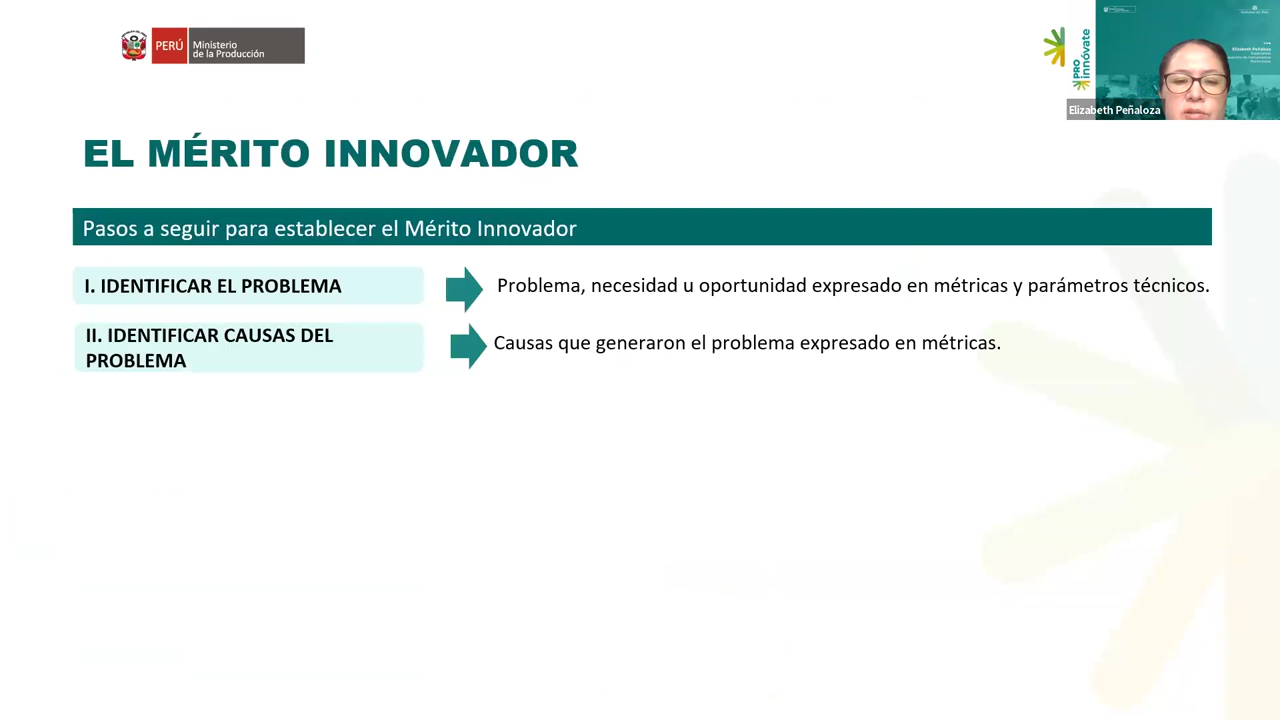 PERÚ
Ministerio
de la Producción
PRO
innóvate
Elizabeth Peñaloza
Elizabeth Peñaloza
EL MÉRITO INNOVADOR
Pasos a seguir para establecer el Mérito Innovador
I. IDENTIFICAR EL PROBLEMA
Problema, necesidad u oportunidad expresado en métricas y parámetros técnicos.
II. IDENTIFICAR CAUSAS DEL
PROBLEMA
Causas que generaron el problema expresado en métricas.